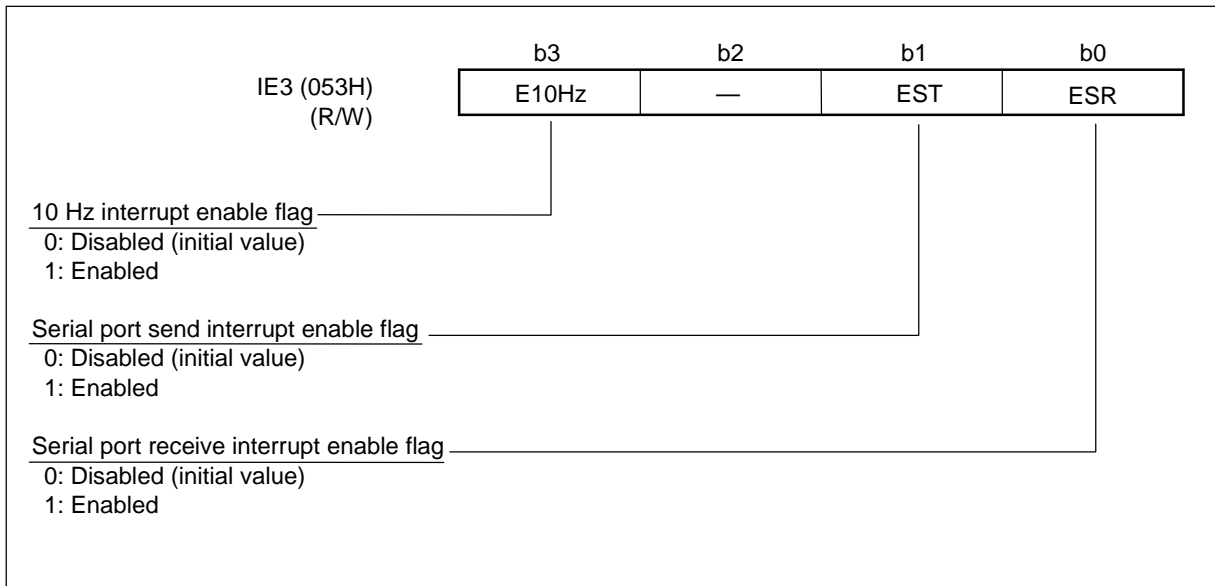 b3 b2 b1 b0
IE3 (053H) E10Hz — EST ESR
(R/W)
10 Hz interrupt enable flag
0: Disabled (initial value)
1: Enabled
Serial port send interrupt enable flag
0: Disabled (initial value)
1: Enabled
Serial port receive interrupt enable flag
0: Disabled (initial value)
1: Enabled